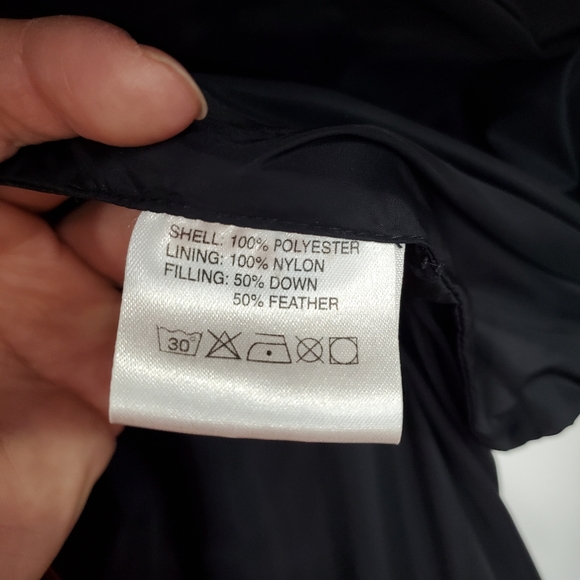 SHELL: 100% POLYESTER
LINING: 100% NYLON
FILLING: 50% DOWN
50% FEATHER
30°